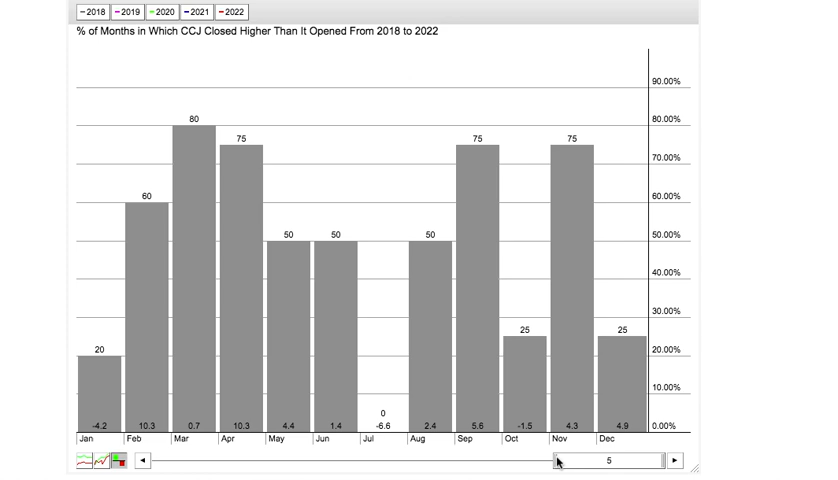 2018 2019 2020 2021 2022
% of Months in Which CCJ Closed Higher Than It Opened From 2018 to 2022
90.00%
80
80.00%
75 75 75
70.00%
60
60.00%
50 50 50
50.00%
40.00%
30.00%
25 25
20
20.00%
10.00%
0
-4.2 10.3 0.7 10.3 4.4 1.4 -6.6 2.4 5.6 -1.5 4.3 4.9 0.00%
Jan Feb Mar Apr May Jun Jul Aug Sep Oct Nov Dec
5